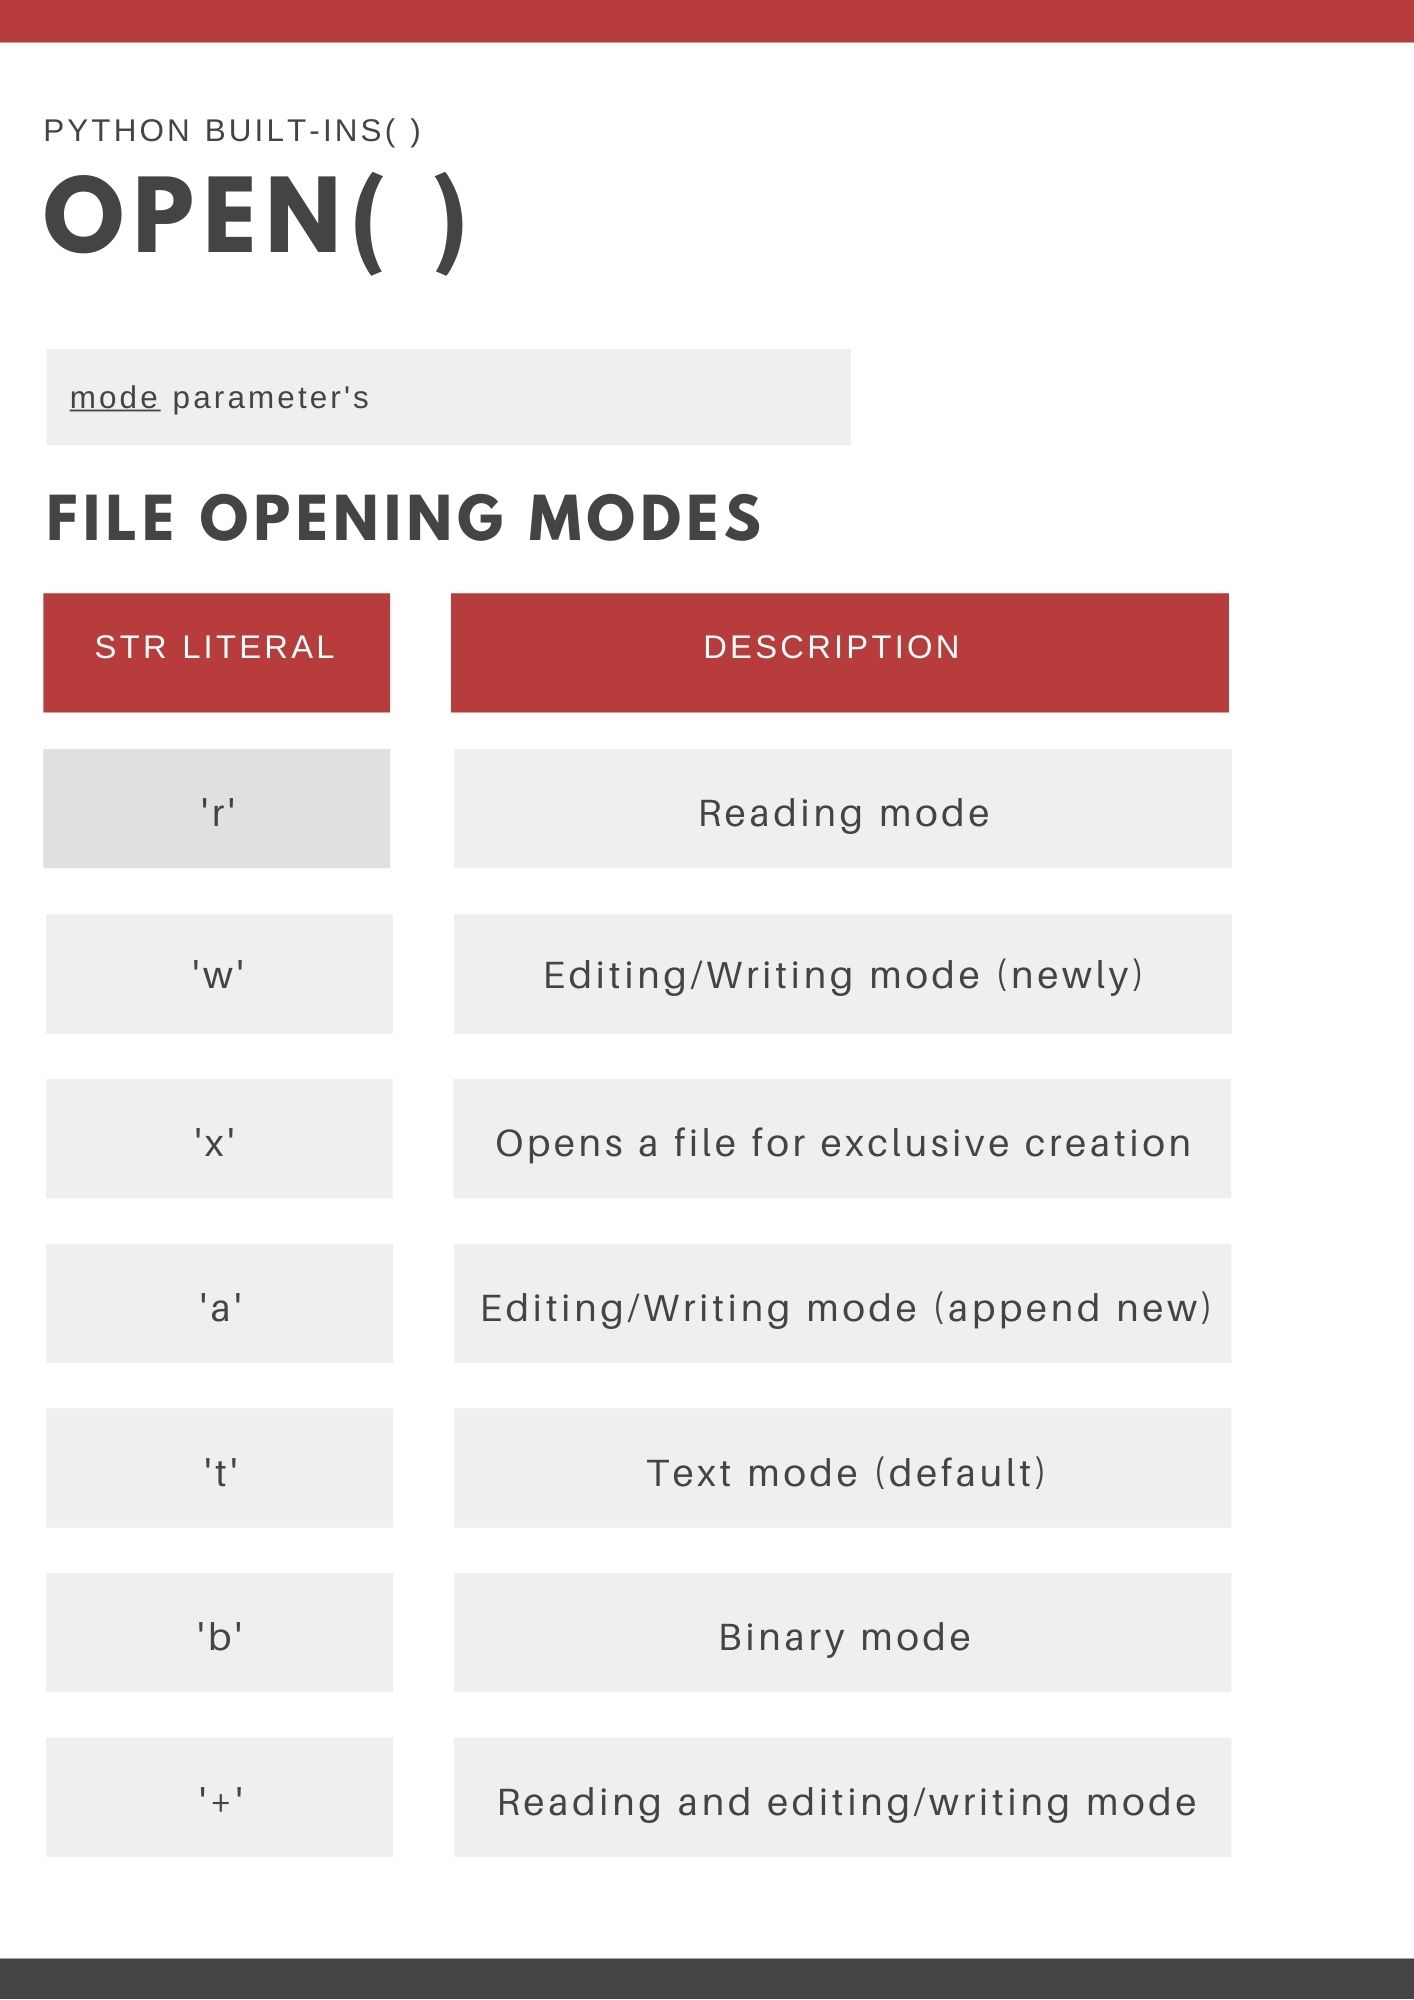 PYTHON BUILT-INS( )
OPEN( )
mode parameter's
FILE OPENING MODES
STR LITERAL DESCRIPTION
'r' Reading mode
'w' Editing/Writing mode (newly)
'x' Opens a file for exclusive creation
'a' Editing/Writing mode (append new)
't' Text mode (default)
'b' Binary mode
'+' Reading and editing/writing mode